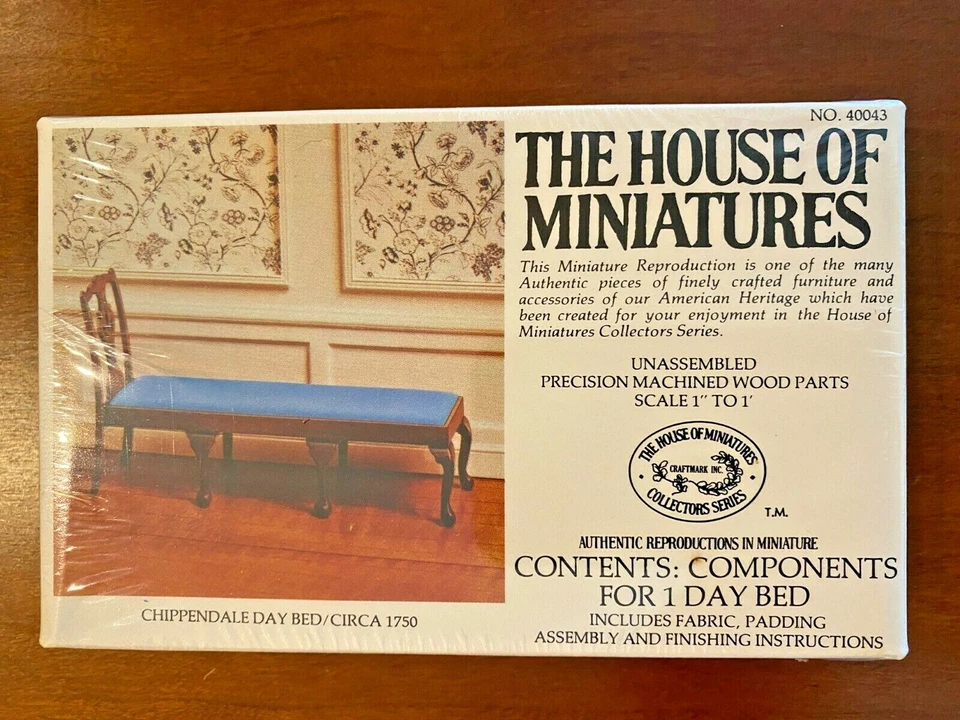 NO. 40043
THE HOUSE OF
MINIATURES
This Miniature Reproduction is one of the many
Authentic pieces of finely crafted furniture and
accessories of our American Heritage which have
been created for your enjoyment in the House of
Miniatures Collectors Series.
UNASSEMBLED
PRECISION MACHINED WOOD PARTS
SCALE 1" TO 1'
THE HOUSE OF MINIATURES
CRAFTMARK INC.
COLLECTORS SERIES
T.M.
AUTHENTIC REPRODUCTIONS IN MINIATURE
CONTENTS: COMPONENTS
FOR 1 DAY BED
INCLUDES FABRIC, PADDING
ASSEMBLY AND FINISHING INSTRUCTIONS
CHIPPENDALE DAY BED/CIRCA 1750